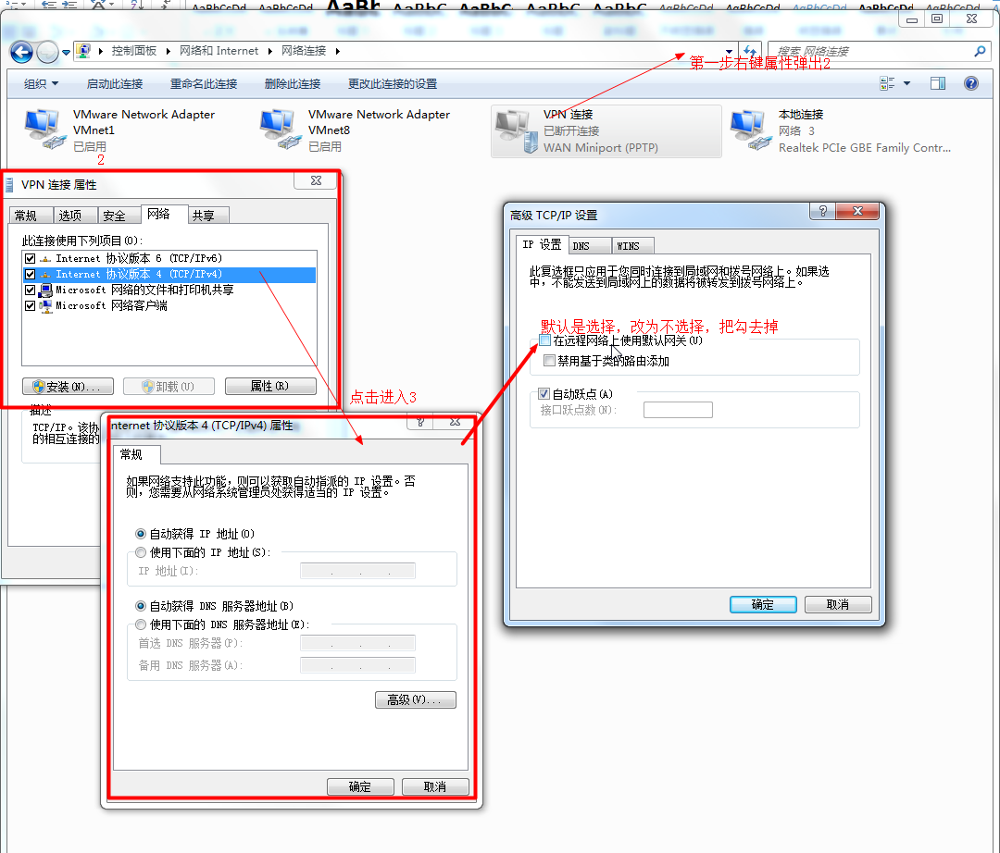 AaBbCcDd AaBbCcDd AaBb AaBbC AaBbC AaBbC AaBbC AaBbCcDd AaBbCcDd AaBbCcDd AaBbCcDd AaBbCcDd
控制面板 网络和 Internet 网络连接
搜索 网络连接
第一步右键属性弹出2
组织 启动此连接 重命名此连接 删除此连接 更改此连接的设置
VMware Network Adapter
VMnet1
已启用
VMware Network Adapter
VMnet8
已启用
VPN 连接
已断开连接
WAN Miniport (PPTP)
本地连接
网络 3
Realtek PCIe GBE Family Contr...
2
VPN 连接 属性
常规 选项 安全 网络 共享
此连接使用下列项目(O):
Internet 协议版本 6 (TCP/IPv6)
Internet 协议版本 4 (TCP/IPv4)
Microsoft 网络的文件和打印机共享
Microsoft 网络客户端
安装(N)... 卸载(U) 属性(R)
描述
TCP/IP。该协
的相互连接的
点击进入3
nternet 协议版本 4 (TCP/IPv4) 属性
常规
如果网络支持此功能，则可以获取自动指派的 IP 设置。否
则，您需要从网络系统管理员处获得适当的 IP 设置。
自动获得 IP 地址(O)
使用下面的 IP 地址(S):
IP 地址(I):
自动获得 DNS 服务器地址(B)
使用下面的 DNS 服务器地址(E):
首选 DNS 服务器(P):
备用 DNS 服务器(A):
高级(V)...
确定 取消
高级 TCP/IP 设置
IP 设置 DNS WINS
此复选框只应用于您同时连接到局域网和拨号网络上。如果选
中，不能发送到局域网上的数据将被转发到拨号网络上。
默认是选择，改为不选择，把勾去掉
在远程网络上使用默认网关(U)
禁用基于类的路由添加
自动跃点(A)
接口跃点数(N):
确定 取消